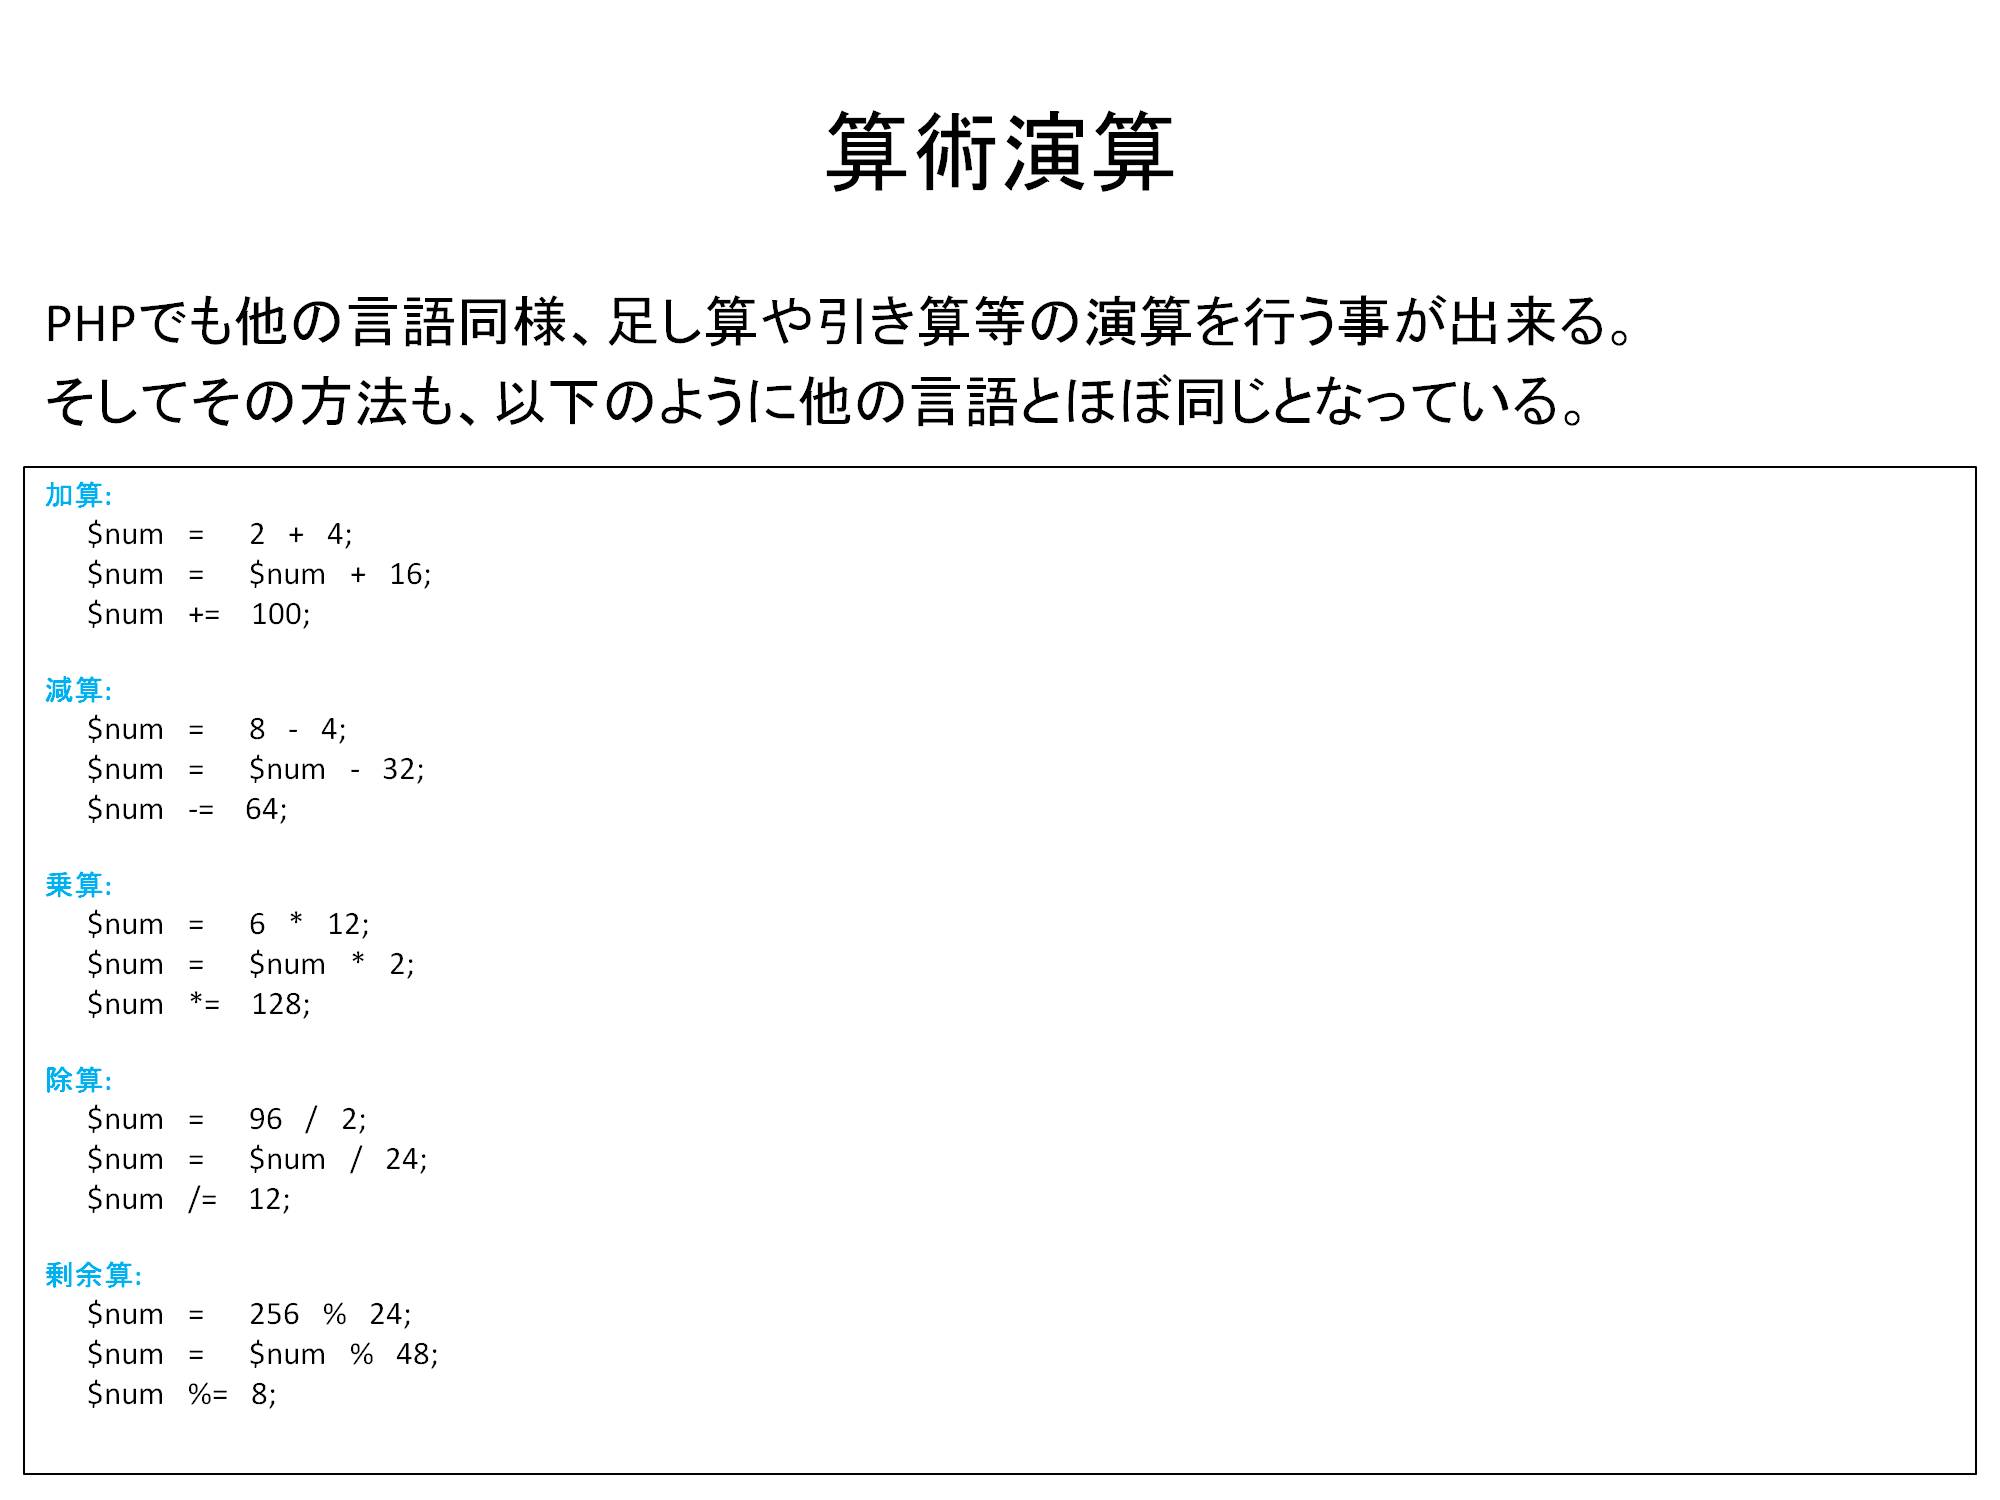 算術演算
PHPでも他の言語同様、足し算や引き算等の演算を行う事が出来る。
そしてその方法も、以下のように他の言語とほぼ同じとなっている。
加算:
$num = 2 + 4;
$num = $num + 16;
$num += 100;
減算:
$num = 8 - 4;
$num = $num - 32;
$num -= 64;
乗算:
$num = 6 * 12;
$num = $num * 2;
$num *= 128;
除算:
$num = 96 / 2;
$num = $num / 24;
$num /= 12;
剰余算:
$num = 256 % 24;
$num = $num % 48;
$num %= 8;